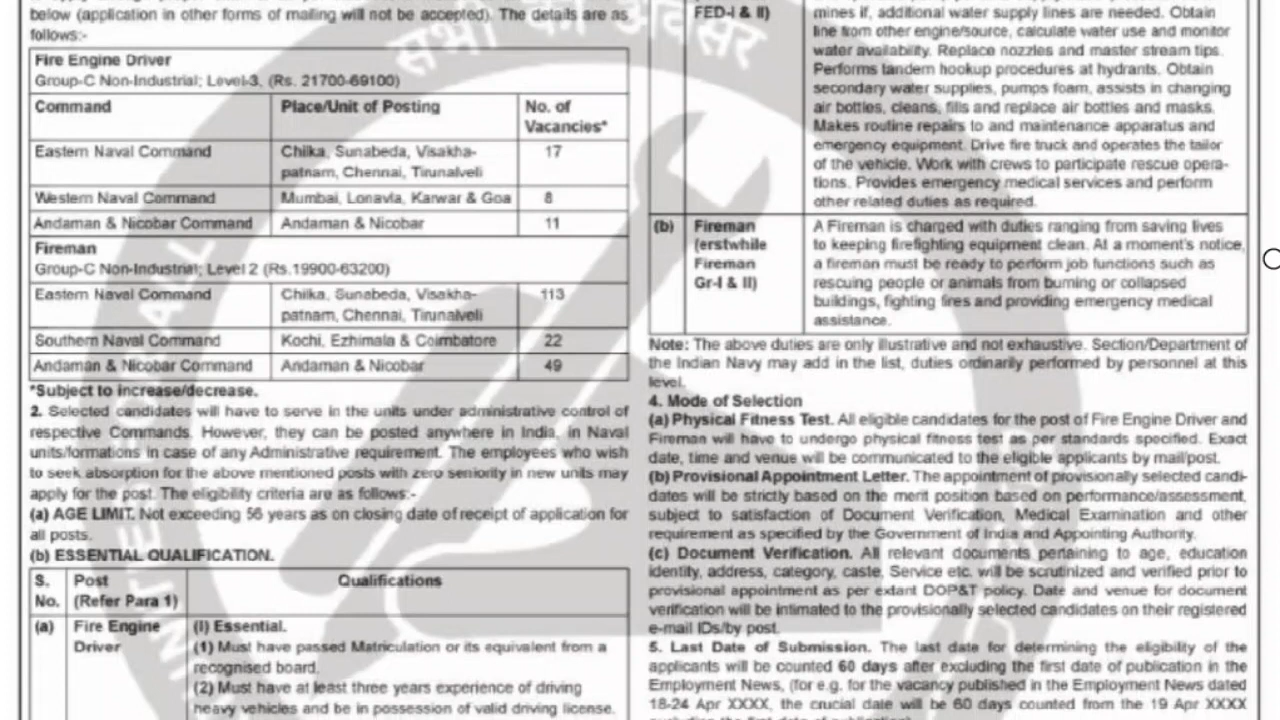 below (application in other forms of mailing will not be accepted). The details are as
follows:-
Fire Engine Driver
Group-C Non-Industrial; Level-3, (Rs. 21700-69100)
Command Place/Unit of Posting No. of
Vacancies*
Eastern Naval Command Chilka, Sunabeda, Visakha- 17
patnam, Chennai, Tirunalveli
Western Naval Command Mumbai, Lonavla, Karwar & Goa 8
Andaman & Nicobar Command Andaman & Nicobar 11
Fireman
Group-C Non-Industrial; Level 2 (Rs.19900-63200)
Eastern Naval Command Chilka, Sunabeda, Visakha- 113
patnam, Chennai, Tirunalveli
Southern Naval Command Kochi, Ezhimala & Coimbatore 22
Andaman & Nicobar Command Andaman & Nicobar 49
*Subject to increase/decrease.
2. Selected candidates will have to serve in the units under administrative control of
respective Commands. However, they can be posted anywhere in India, in Naval
units/formations in case of any Administrative requirement. The employees who wish
to seek absorption for the above mentioned posts with zero seniority in new units may
apply for the post. The eligibility criteria are as follows:-
(a) AGE LIMIT. Not exceeding 56 years as on closing date of receipt of application for
all posts.
(b) ESSENTIAL QUALIFICATION.
S. Post Qualifications
No. (Refer Para 1)
(a) Fire Engine (I) Essential.
Driver (1) Must have passed Matriculation or its equivalent from a
recognised board.
(2) Must have at least three years experience of driving
heavy vehicles and be in possession of valid driving license.
FED-I & II) mines if, additional water supply lines are needed. Obtain
line from other engine/source, calculate water use and monitor
water availability. Replace nozzles and master stream tips.
Performs tandem hookup procedures at hydrants. Obtain
secondary water supplies, pumps foam, assists in changing
air bottles, cleans, fills and replace air bottles and masks.
Makes routine repairs to and maintenance apparatus and
emergency equipment. Drive fire truck and operates the tailor
of the vehicle. Work with crews to participate rescue opera-
tions. Provides emergency medical services and perform
other related duties as required.
(b) Fireman A Fireman is charged with duties ranging from saving lives
(erstwhile to keeping firefighting equipment clean. At a moment's notice,
Fireman a fireman must be ready to perform job functions such as
Gr-I & II) rescuing people or animals from burning or collapsed
buildings, fighting fires and providing emergency medical
assistance.
Note: The above duties are only illustrative and not exhaustive. Section/Department of
the Indian Navy may add in the list, duties ordinarily performed by personnel at this
level.
4. Mode of Selection
(a) Physical Fitness Test. All eligible candidates for the post of Fire Engine Driver and
Fireman will have to undergo physical fitness test as per standards specified. Exact
date, time and venue will be communicated to the eligible applicants by mail/post.
(b) Provisional Appointment Letter. The appointment of provisionally selected candi-
dates will be strictly based on the merit position based on performance/assessment,
subject to satisfaction of Document Verification, Medical Examination and other
requirement as specified by the Government of India and Appointing Authority.
(c) Document Verification. All relevant documents pertaining to age, education
identity, address, category, caste, Service etc. will be scrutinized and verified prior to
provisional appointment as per extant DOP&T policy. Date and venue for document
verification will be intimated to the provisionally selected candidates on their registered
e-mail IDs/by post.
5. Last Date of Submission. The last date for determining the eligibility of the
applicants will be counted 60 days after excluding the first date of publication in the
Employment News, (for e.g. for the vacancy published in the Employment News dated
18-24 Apr XXXX, the crucial date will be 60 days counted from the 19 Apr XXXX
सभी को अवसर
ALL